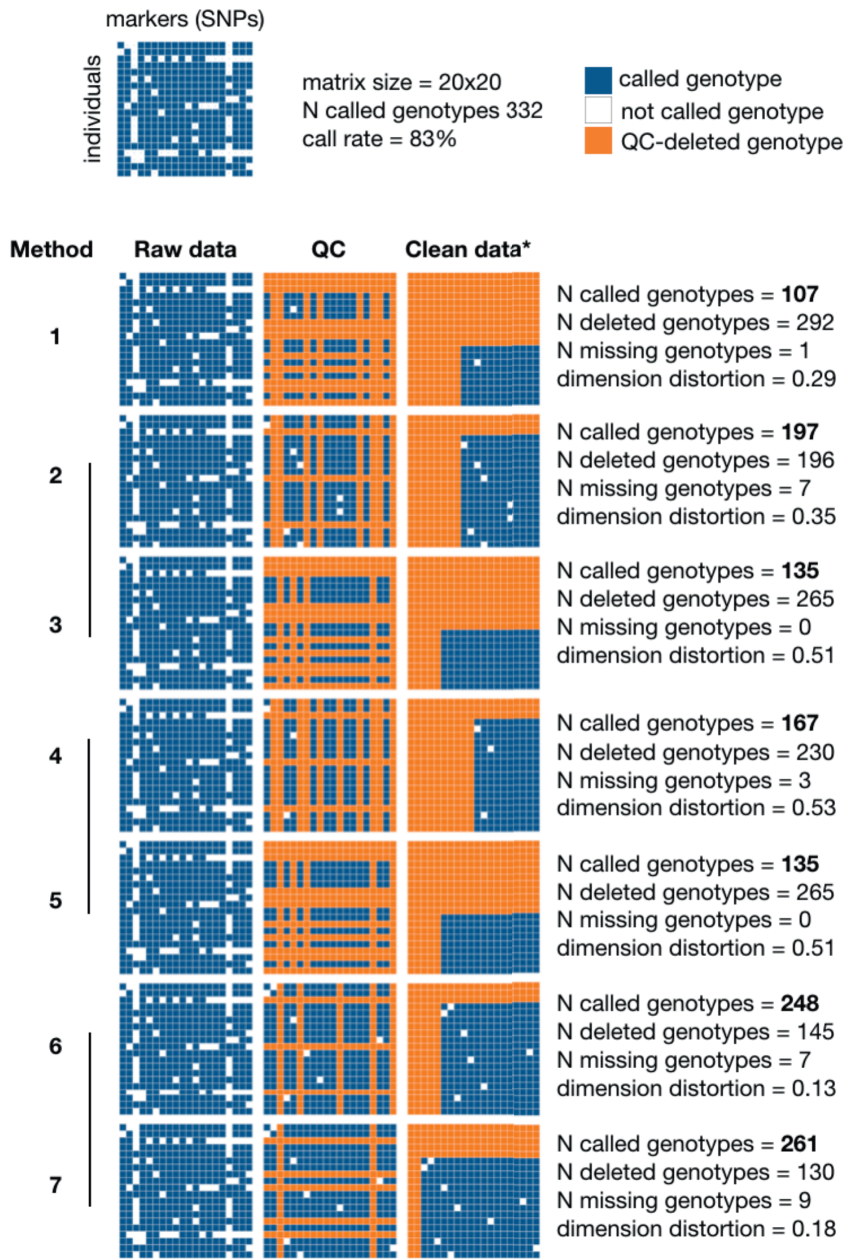 markers (SNPs)
individuals
matrix size = 20x20
N called genotypes 332
call rate = 83%
called genotype
not called genotype
QC-deleted genotype
Method Raw data QC Clean data*
1
N called genotypes = 107
N deleted genotypes = 292
N missing genotypes = 1
dimension distortion = 0.29
2
N called genotypes = 197
N deleted genotypes = 196
N missing genotypes = 7
dimension distortion = 0.35
3
N called genotypes = 135
N deleted genotypes = 265
N missing genotypes = 0
dimension distortion = 0.51
4
N called genotypes = 167
N deleted genotypes = 230
N missing genotypes = 3
dimension distortion = 0.53
5
N called genotypes = 135
N deleted genotypes = 265
N missing genotypes = 0
dimension distortion = 0.51
6
N called genotypes = 248
N deleted genotypes = 145
N missing genotypes = 7
dimension distortion = 0.13
7
N called genotypes = 261
N deleted genotypes = 130
N missing genotypes = 9
dimension distortion = 0.18